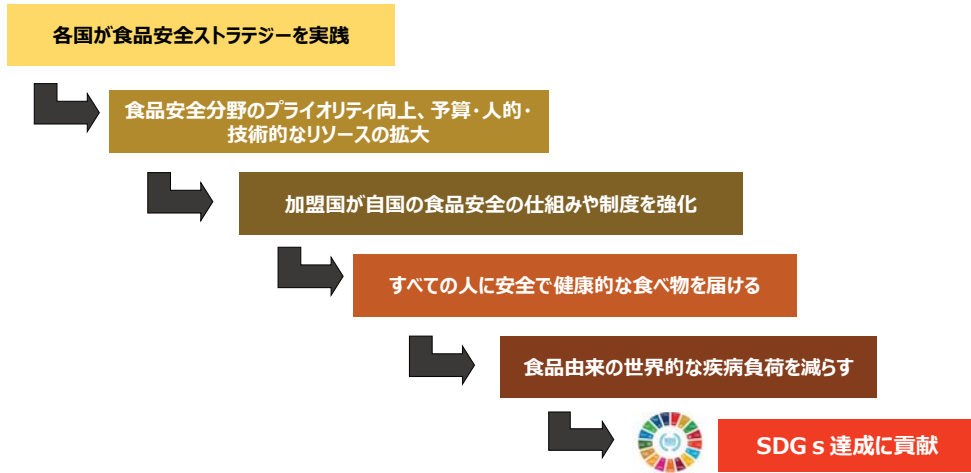 各国が食品安全ストラテジーを実践
食品安全分野のプライオリティ向上、予算・人的・
技術的なリソースの拡大
加盟国が自国の食品安全の仕組みや制度を強化
すべての人に安全で健康的な食べ物を届ける
食品由来の世界的な疾病負荷を減らす
SDGｓ達成に貢献